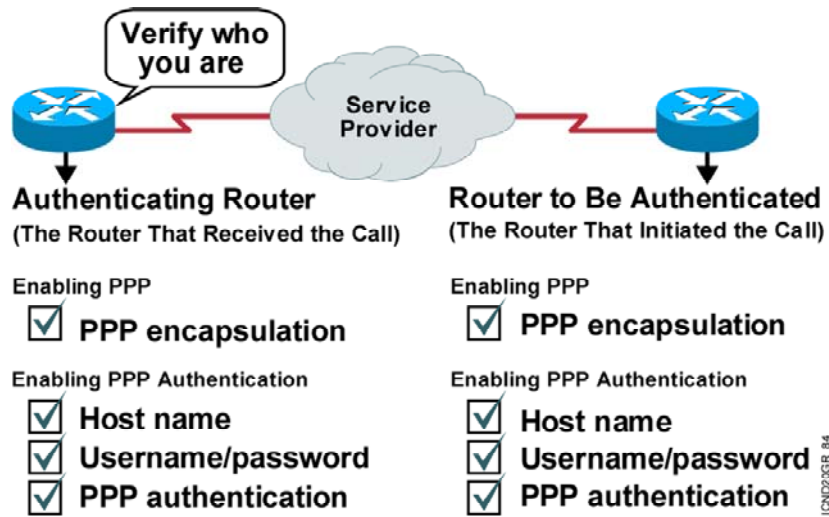 Verify who
you are
Service
Provider
Authenticating Router
(The Router That Received the Call)
Enabling PPP
PPP encapsulation
Enabling PPP Authentication
Host name
Username/password
PPP authentication
Router to Be Authenticated
(The Router That Initiated the Call)
Enabling PPP
PPP encapsulation
Enabling PPP Authentication
Host name
Username/password
PPP authentication
ICND20GR_84